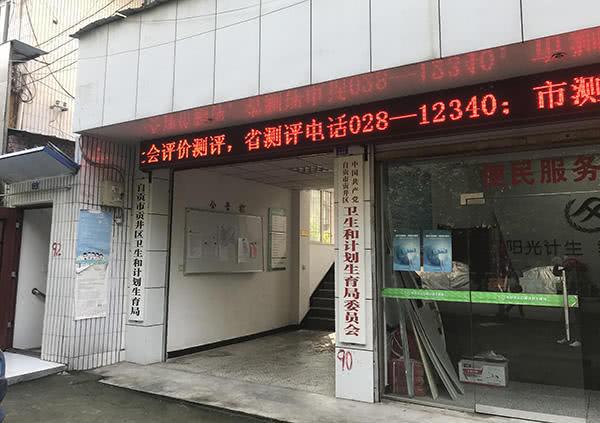 会评价测评，省测评电话028—12340；市测
便民服务
公告栏
中国共产党
自贡市贡井区
卫生和计划生育局委员会
自贡市贡井区卫生和计划生育局
阳光计生
92
90